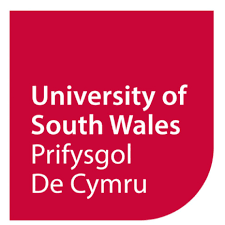 University of
South Wales
Prifysgol
De Cymru